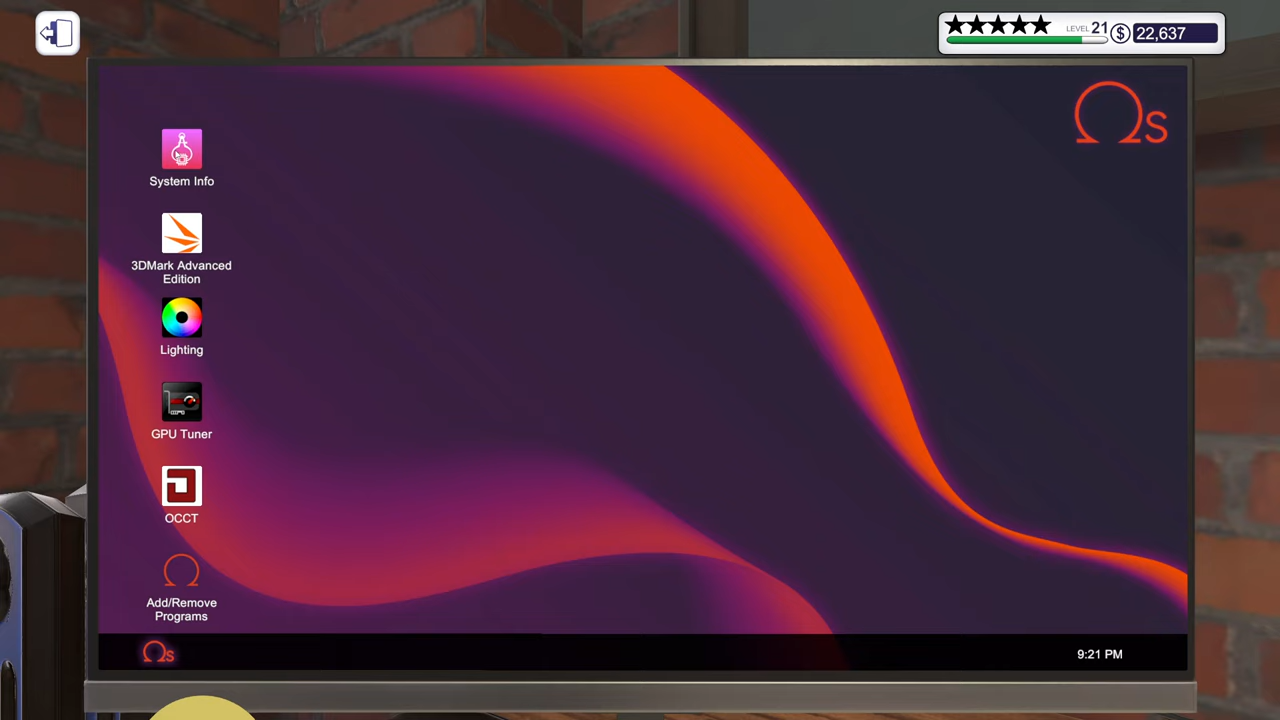 LEVEL 21
$ 22,637
Ωs
System Info
3DMark Advanced
Edition
Lighting
GPU Tuner
OCCT
Add/Remove
Programs
Ωs
9:21 PM